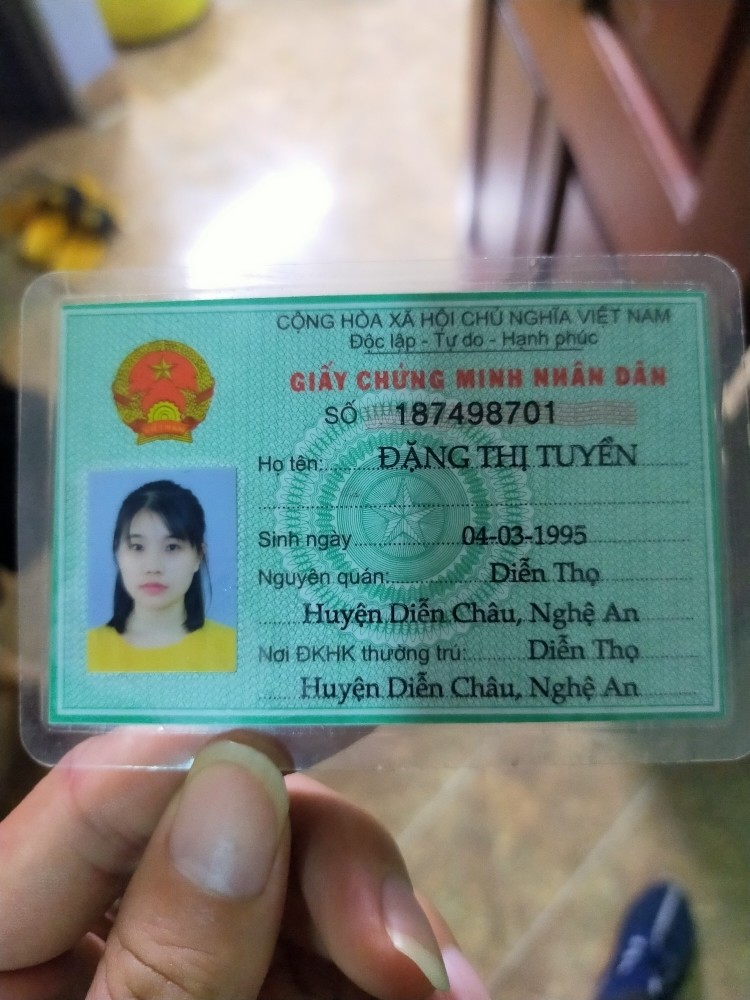 CỘNG HÒA XÃ HỘI CHỦ NGHĨA VIỆT NAM
Độc lập - Tự do - Hạnh phúc
GIẤY CHỨNG MINH NHÂN DÂN
SỐ 187498701
Họ tên: ĐẶNG THỊ TUYỀN
Sinh ngày 04-03-1995
Nguyên quán: Diễn Thọ
Huyện Diễn Châu, Nghệ An
Nơi ĐKHK thường trú: Diễn Thọ
Huyện Diễn Châu, Nghệ An